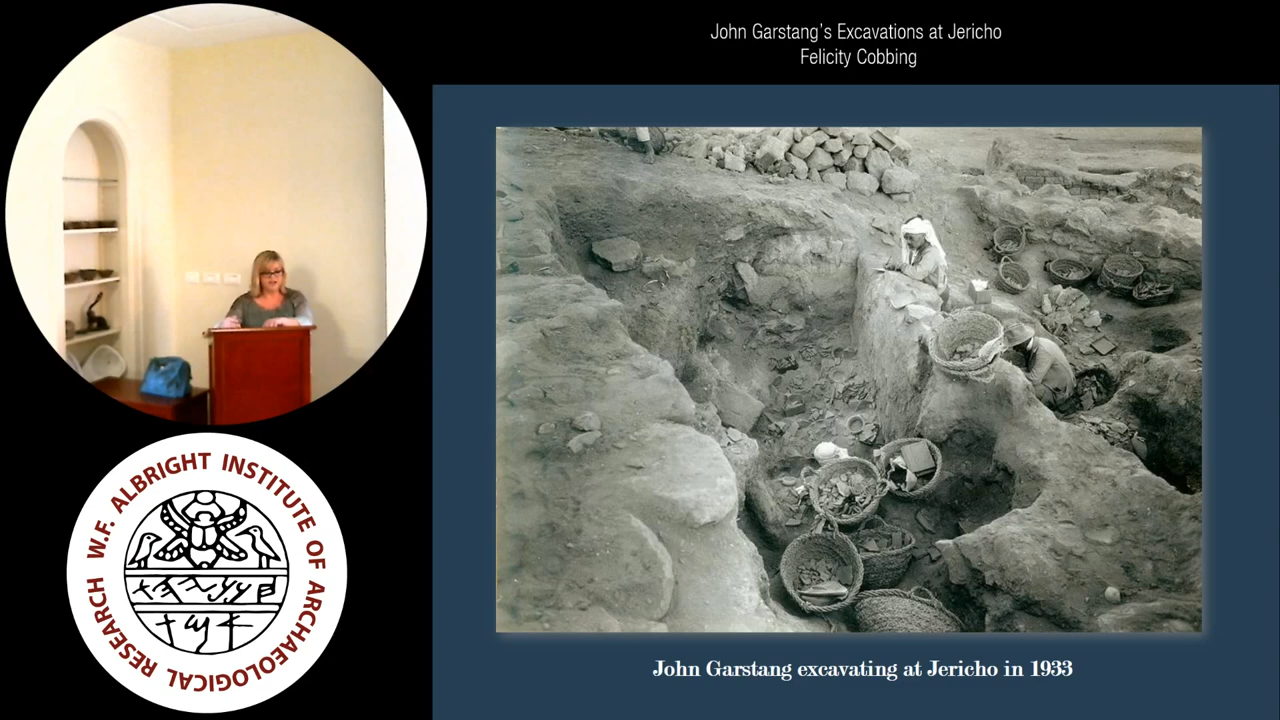 John Garstang's Excavations at Jericho
Felicity Cobbing
W.F. ALBRIGHT INSTITUTE OF ARCHAEOLOGICAL RESEARCH
John Garstang excavating at Jericho in 1933